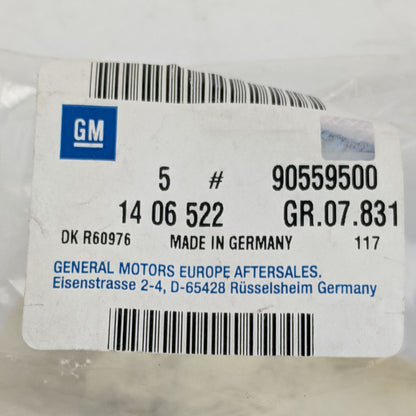 GM
5 # 90559500
14 06 522 GR.07.831
DK R60976 MADE IN GERMANY 117
GENERAL MOTORS EUROPE AFTERSALES.
Eisenstrasse 2-4, D-65428 Rüsselsheim Germany